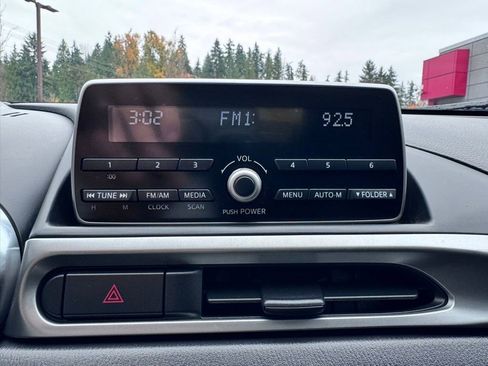 3:02 FM1: 92.5
VOL
1 2 3 4 5 6
:00
⏮ TUNE ⏭ FM/AM MEDIA MENU AUTO-M ▼ FOLDER ▲
H M CLOCK SCAN PUSH POWER